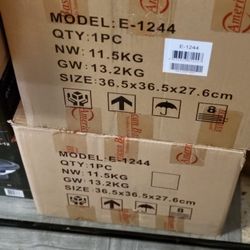 MODEL: E-1244
QTY: 1PC
E-1244
NW: 11.5KG
GW: 13.2KG
SIZE: 36.5x36.5x27.6cm
MODEL: E-1244
QTY: 1PC
NW: 11.5KG
GW: 13.2KG
SIZE: 36.5x36.5x27.6cm